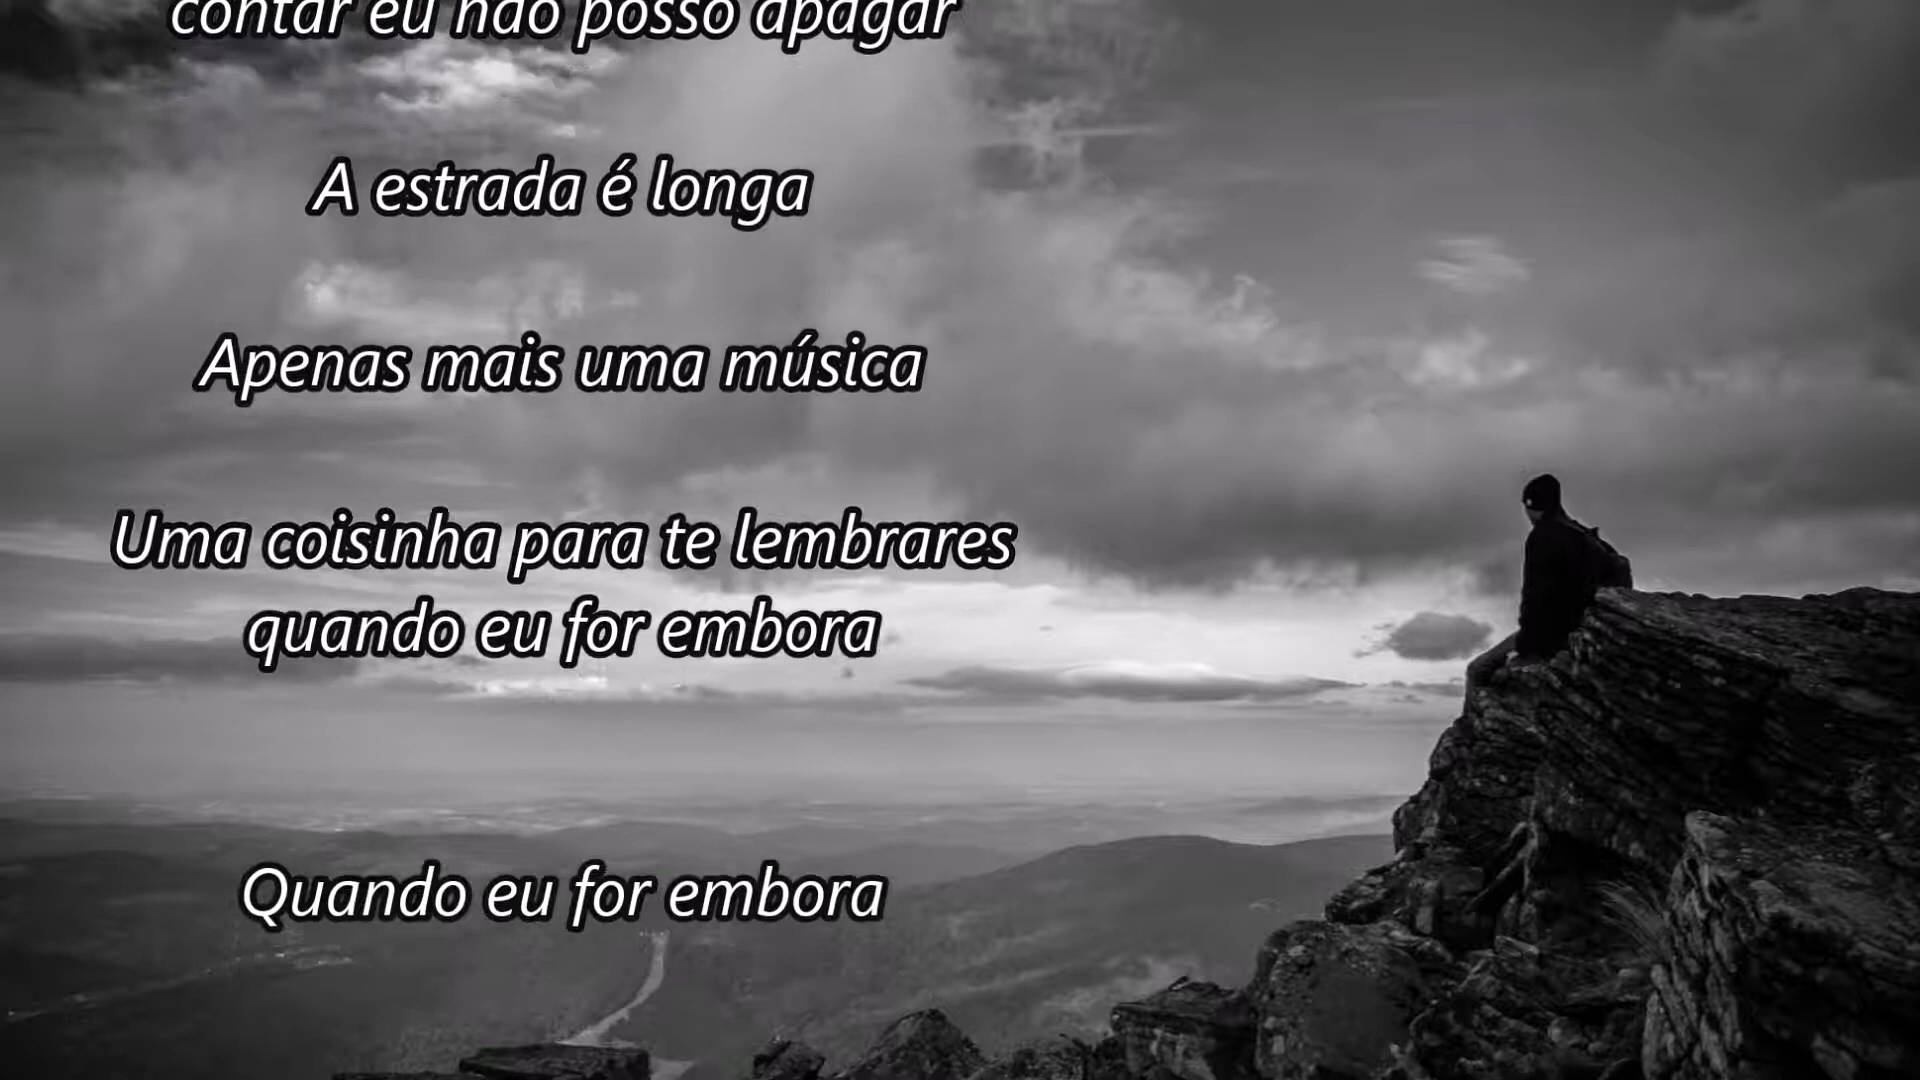 contar eu não posso apagar
A estrada é longa
Apenas mais uma música
Uma coisinha para te lembrares
quando eu for embora
Quando eu for embora